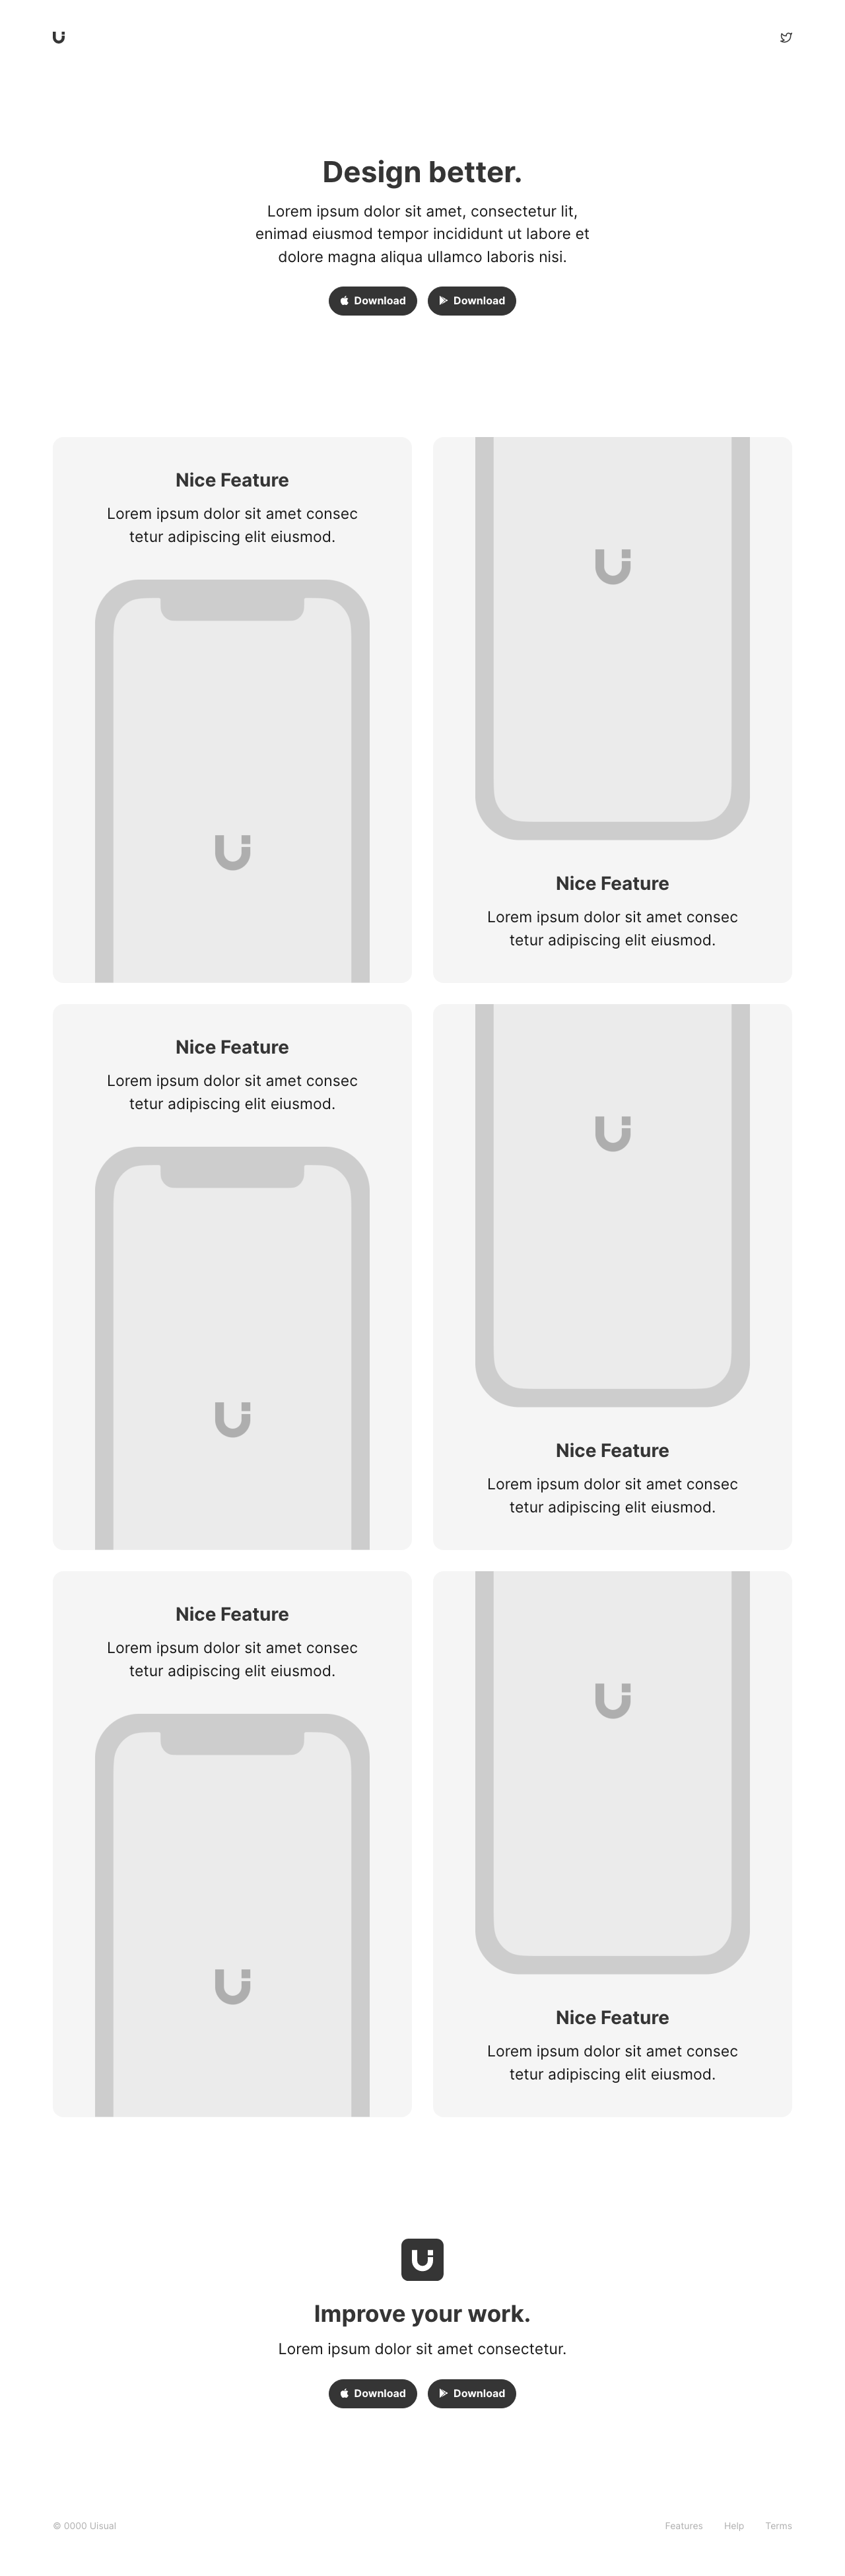 Design better.
Lorem ipsum dolor sit amet, consectetur lit,
enimad eiusmod tempor incididunt ut labore et
dolore magna aliqua ullamco laboris nisi.
Download
Download
Nice Feature
Lorem ipsum dolor sit amet consec
tetur adipiscing elit eiusmod.
Nice Feature
Lorem ipsum dolor sit amet consec
tetur adipiscing elit eiusmod.
Nice Feature
Lorem ipsum dolor sit amet consec
tetur adipiscing elit eiusmod.
Nice Feature
Lorem ipsum dolor sit amet consec
tetur adipiscing elit eiusmod.
Nice Feature
Lorem ipsum dolor sit amet consec
tetur adipiscing elit eiusmod.
Nice Feature
Lorem ipsum dolor sit amet consec
tetur adipiscing elit eiusmod.
Improve your work.
Lorem ipsum dolor sit amet consectetur.
Download
Download
© 0000 Uisual
Features
Help
Terms